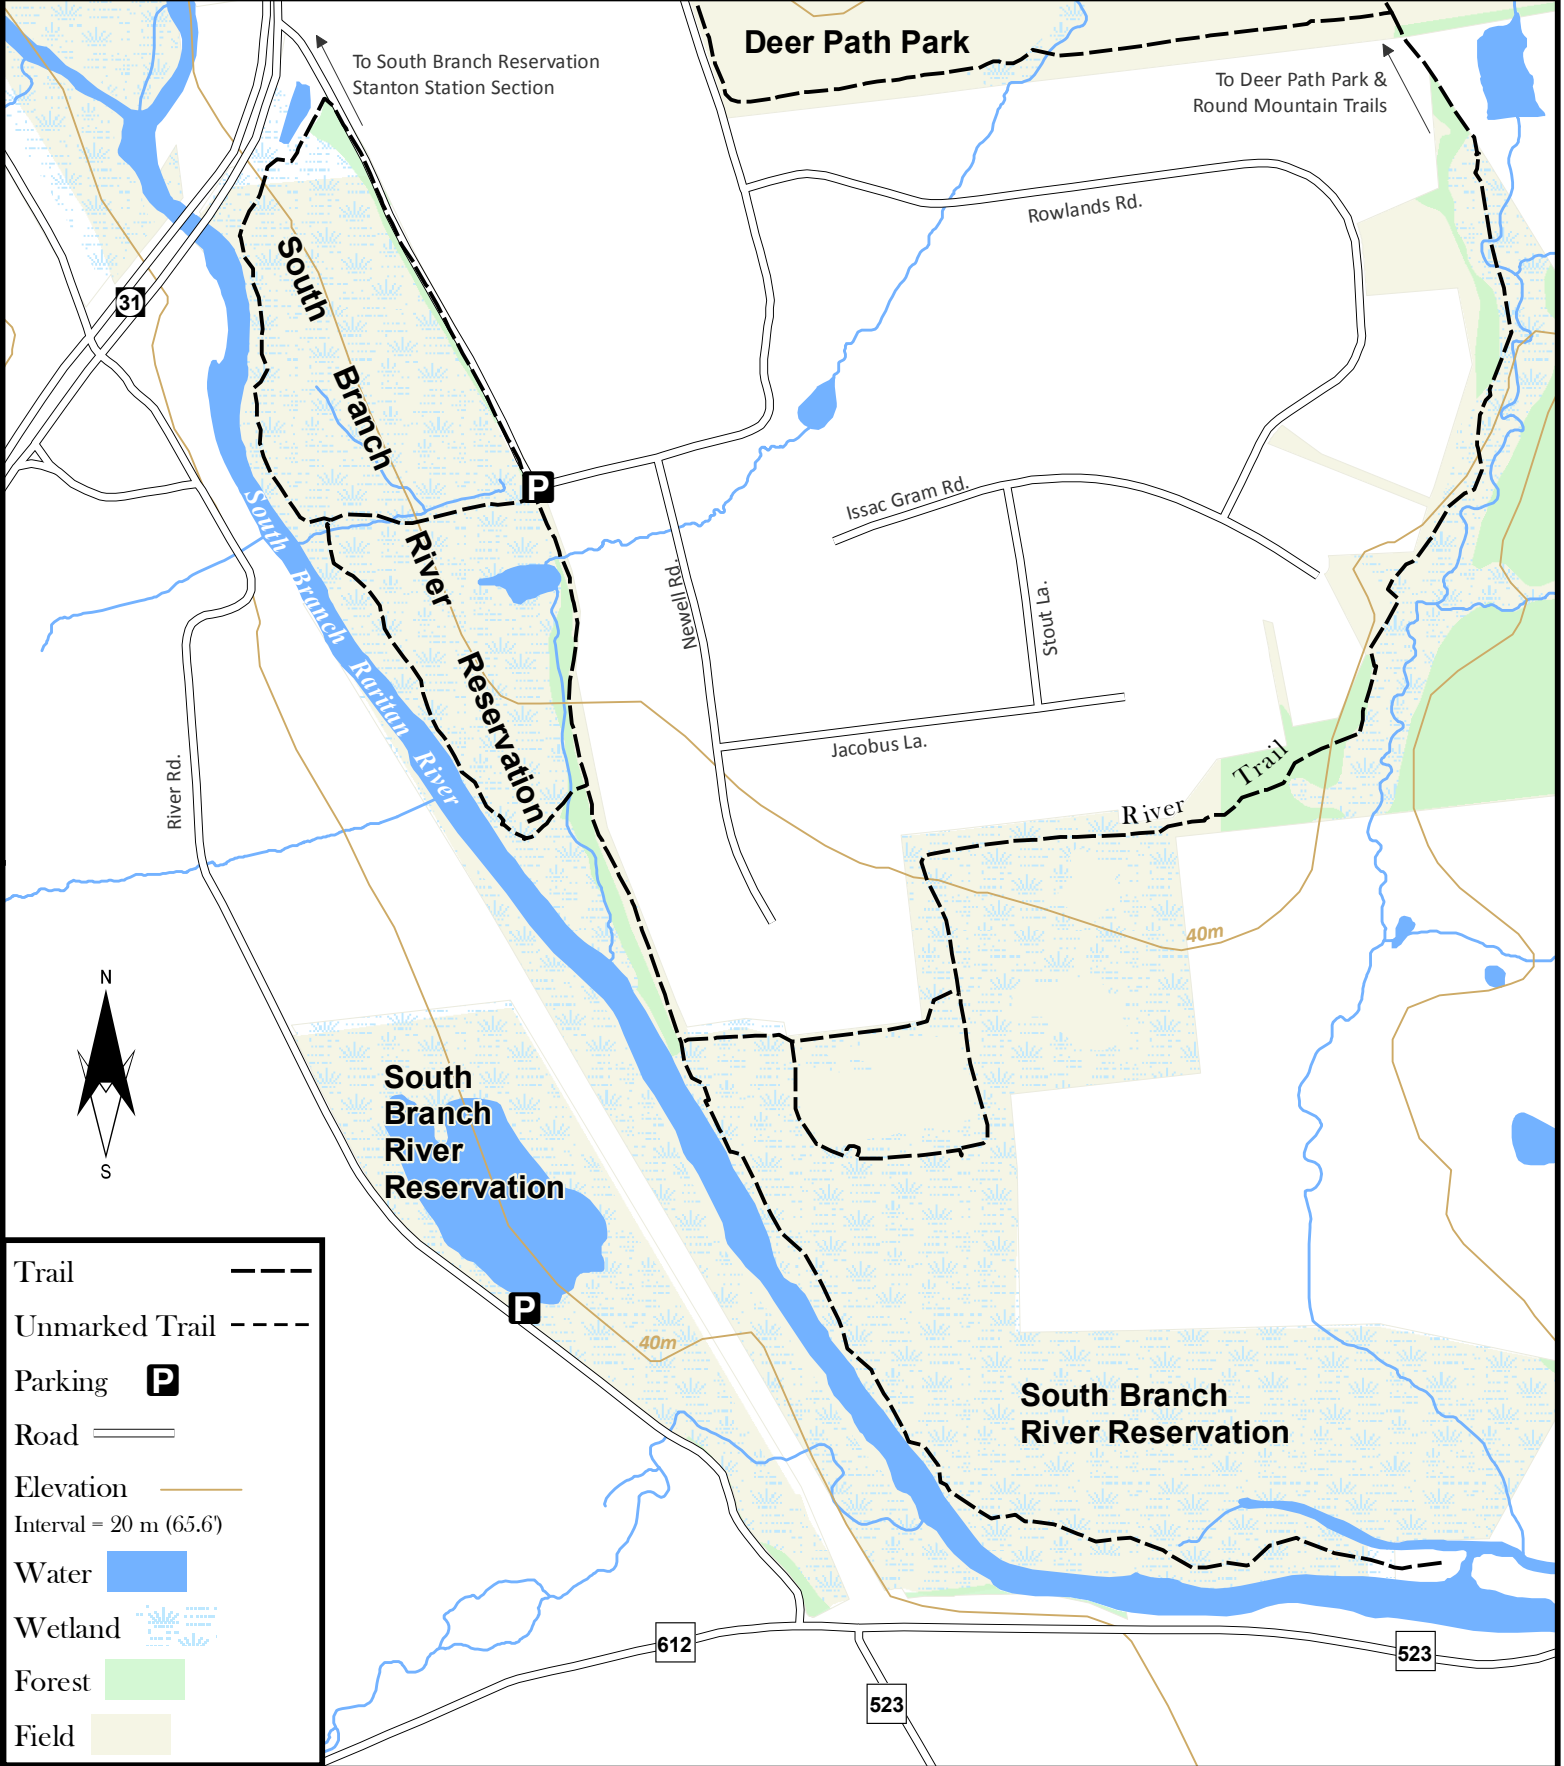 Deer Path Park
To South Branch Reservation
Stanton Station Section
To Deer Path Park &
Round Mountain Trails
Rowlands Rd.
31
South
Branch
River
Reservation
P
Issac Gram Rd.
Newell Rd.
Stout La.
Jacobus La.
South Branch Raritan River
River Rd.
River Trail
40m
N
S
South
Branch
River
Reservation
P
40m
South Branch
River Reservation
612
523
523
Trail
Unmarked Trail
Parking P
Road
Elevation
Interval = 20 m (65.6')
Water
Wetland
Forest
Field